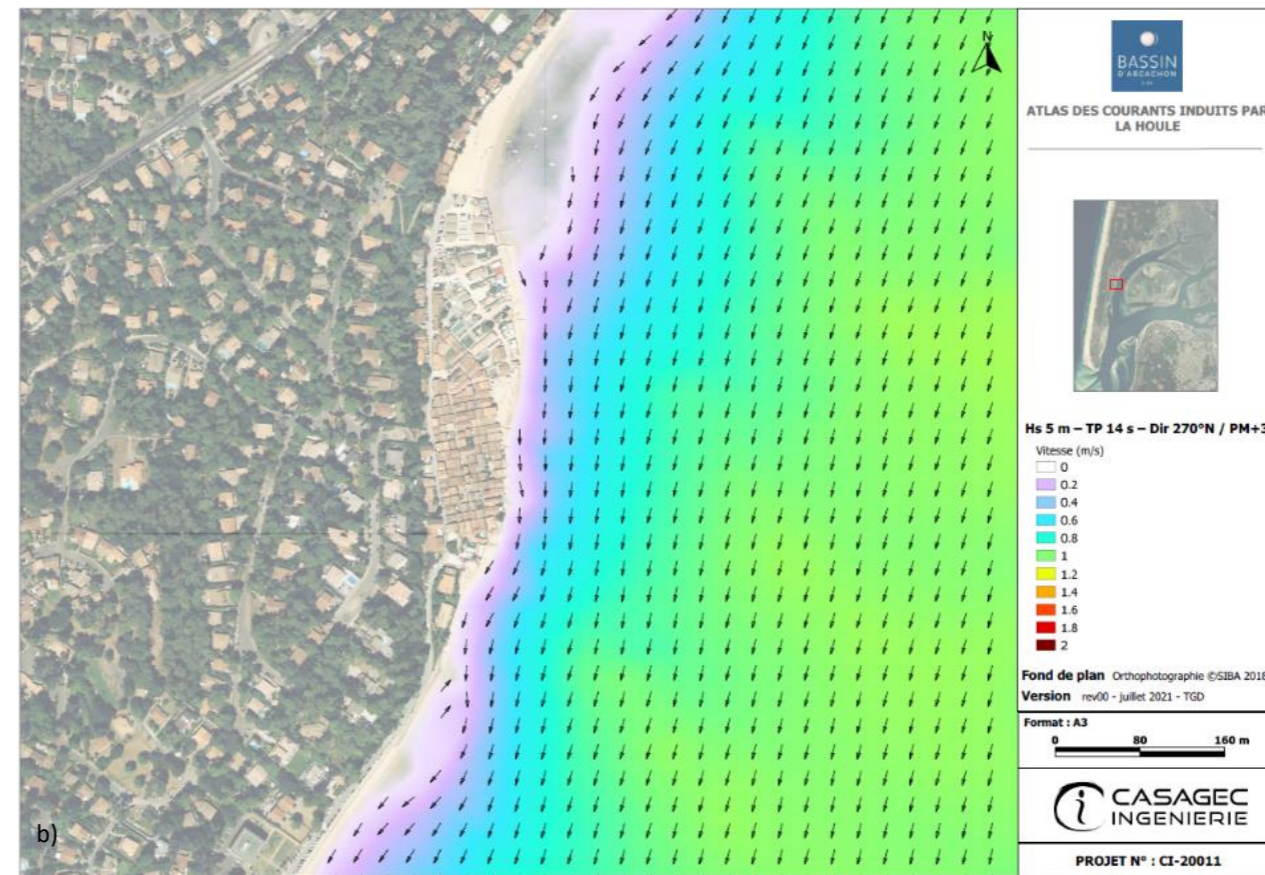 N
BASSIN
D'ARCACHON
ATLAS DES COURANTS INDUITS PAR
LA HOULE
Hs 5 m – TP 14 s – Dir 270°N / PM+3
Vitesse (m/s)
0
0.2
0.4
0.6
0.8
1
1.2
1.4
1.6
1.8
2
Fond de plan Orthophotographie ©SIBA 2018
Version rev00 - juillet 2021 - TGD
Format : A3
0 80 160 m
CASAGEC
INGENIERIE
PROJET N° : CI-20011
b)